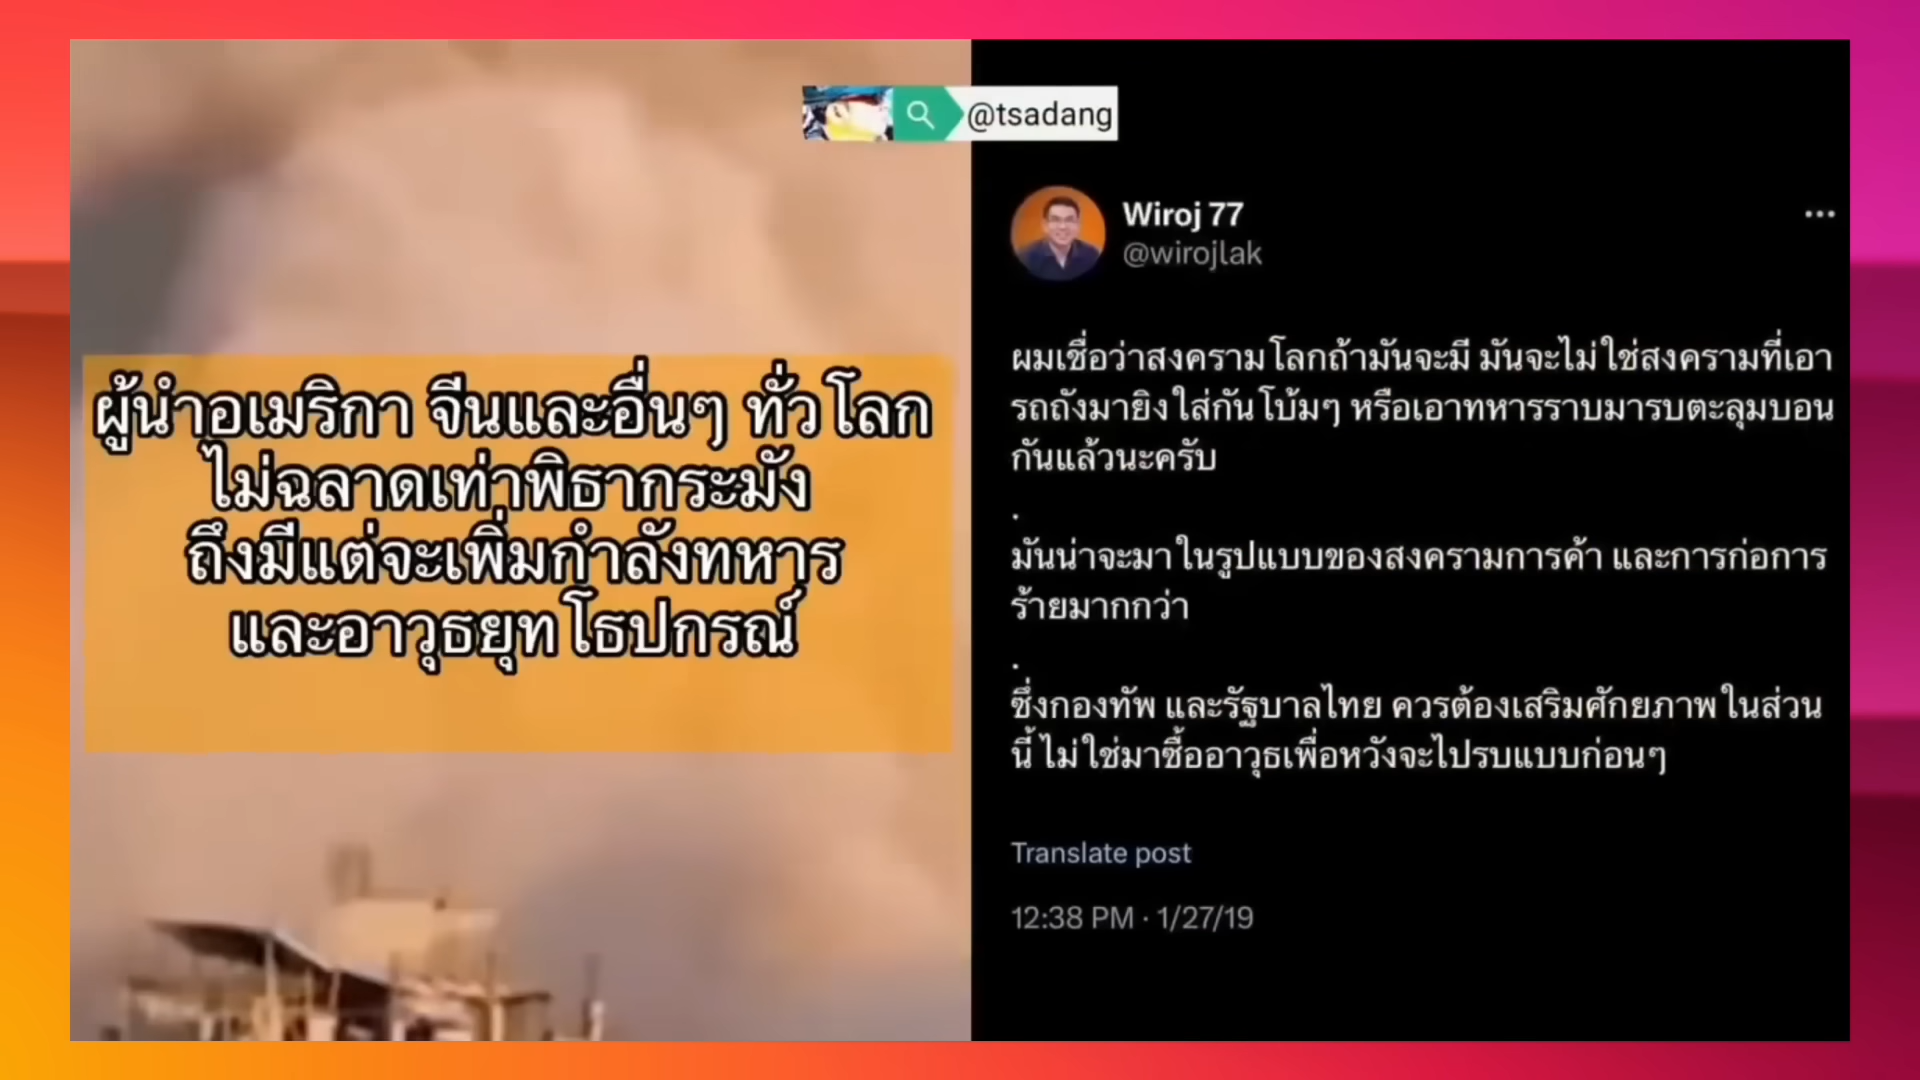 @tsadang
ผู้นำอเมริกา จีนและอื่นๆ ทั่วโลก
ไม่ฉลาดเท่าพิธากระมัง
ถึงมีแต่จะเพิ่มกำลังทหาร
และอาวุธยุทโธปกรณ์
Wiroj 77
@wirojlak
ผมเชื่อว่าสงครามโลกถ้ามันจะมี มันจะไม่ใช่สงครามที่เอา
รถถังมายิงใส่กันโบ้มๆ หรือเอาทหารราบมารบตะลุมบอน
กันแล้วนะครับ
.
มันน่าจะมาในรูปแบบของสงครามการค้า และการก่อการ
ร้ายมากกว่า
.
ซึ่งกองทัพ และรัฐบาลไทย ควรต้องเสริมศักยภาพในส่วน
นี้ ไม่ใช่มาซื้ออาวุธเพื่อหวังจะไปรบแบบก่อนๆ
Translate post
12:38 PM · 1/27/19